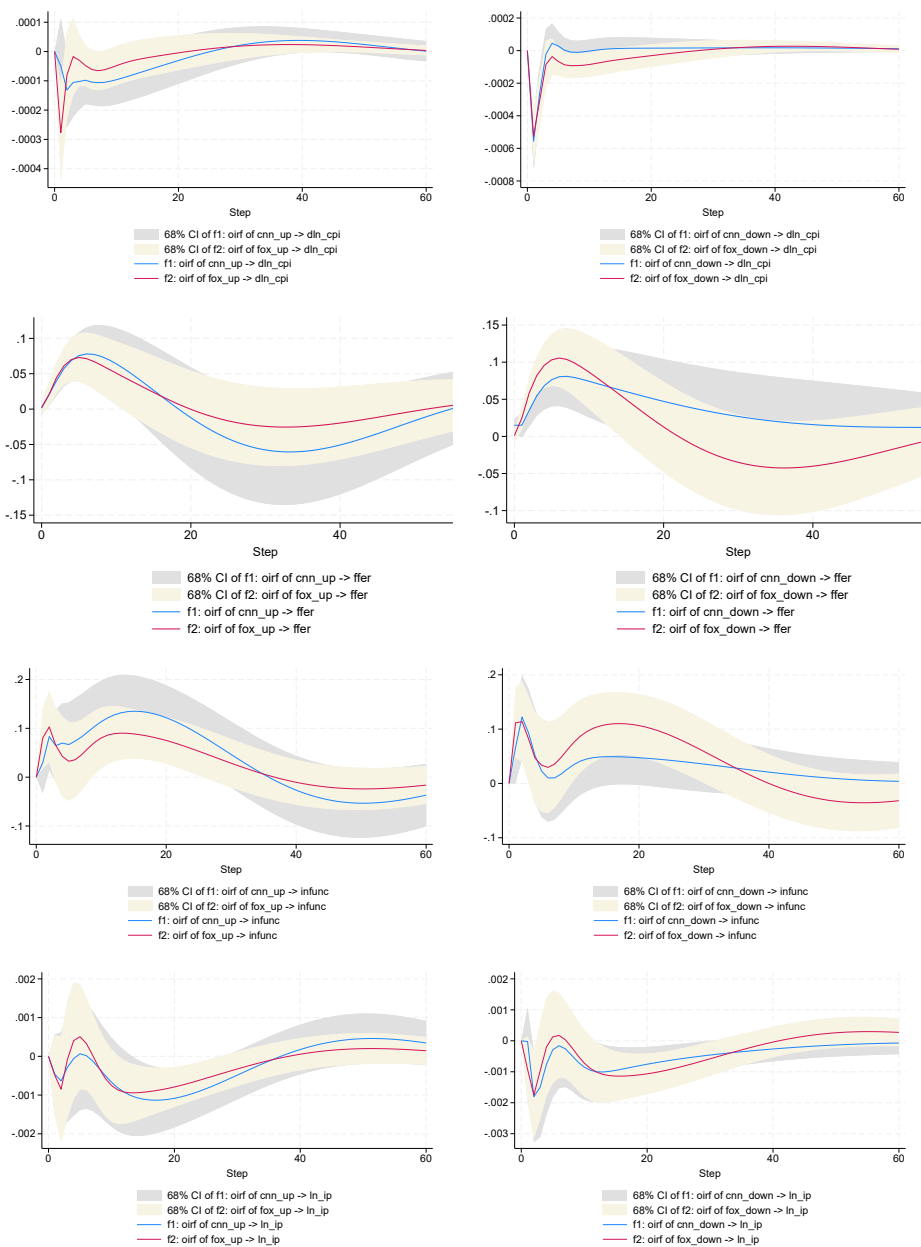 .0001
0
-.0001
-.0002
-.0003
-.0004
0
20
40
60
Step
68% CI of f1: oirf of cnn_up -> dln_cpi
68% CI of f2: oirf of fox_up -> dln_cpi
f1: oirf of cnn_up -> dln_cpi
f2: oirf of fox_up -> dln_cpi
.0002
0
-.0002
-.0004
-.0006
-.0008
0
20
40
60
Step
68% CI of f1: oirf of cnn_down -> dln_cpi
68% CI of f2: oirf of fox_down -> dln_cpi
f1: oirf of cnn_down -> dln_cpi
f2: oirf of fox_down -> dln_cpi
.1
.05
0
-.05
-.1
-.15
0
20
40
Step
68% CI of f1: oirf of cnn_up -> ffer
68% CI of f2: oirf of fox_up -> ffer
f1: oirf of cnn_up -> ffer
f2: oirf of fox_up -> ffer
.15
.1
.05
0
-.05
-.1
0
20
40
Step
68% CI of f1: oirf of cnn_down -> ffer
68% CI of f2: oirf of fox_down -> ffer
f1: oirf of cnn_down -> ffer
f2: oirf of fox_down -> ffer
.2
.1
0
-.1
0
20
40
60
Step
68% CI of f1: oirf of cnn_up -> infunc
68% CI of f2: oirf of fox_up -> infunc
f1: oirf of cnn_up -> infunc
f2: oirf of fox_up -> infunc
.2
.1
0
-.1
0
20
40
60
Step
68% CI of f1: oirf of cnn_down -> infunc
68% CI of f2: oirf of fox_down -> infunc
f1: oirf of cnn_down -> infunc
f2: oirf of fox_down -> infunc
.002
.001
0
-.001
-.002
0
20
40
60
Step
68% CI of f1: oirf of cnn_up -> ln_ip
68% CI of f2: oirf of fox_up -> ln_ip
f1: oirf of cnn_up -> ln_ip
f2: oirf of fox_up -> ln_ip
.002
.001
0
-.001
-.002
-.003
0
20
40
60
Step
68% CI of f1: oirf of cnn_down -> ln_ip
68% CI of f2: oirf of fox_down -> ln_ip
f1: oirf of cnn_down -> ln_ip
f2: oirf of fox_down -> ln_ip